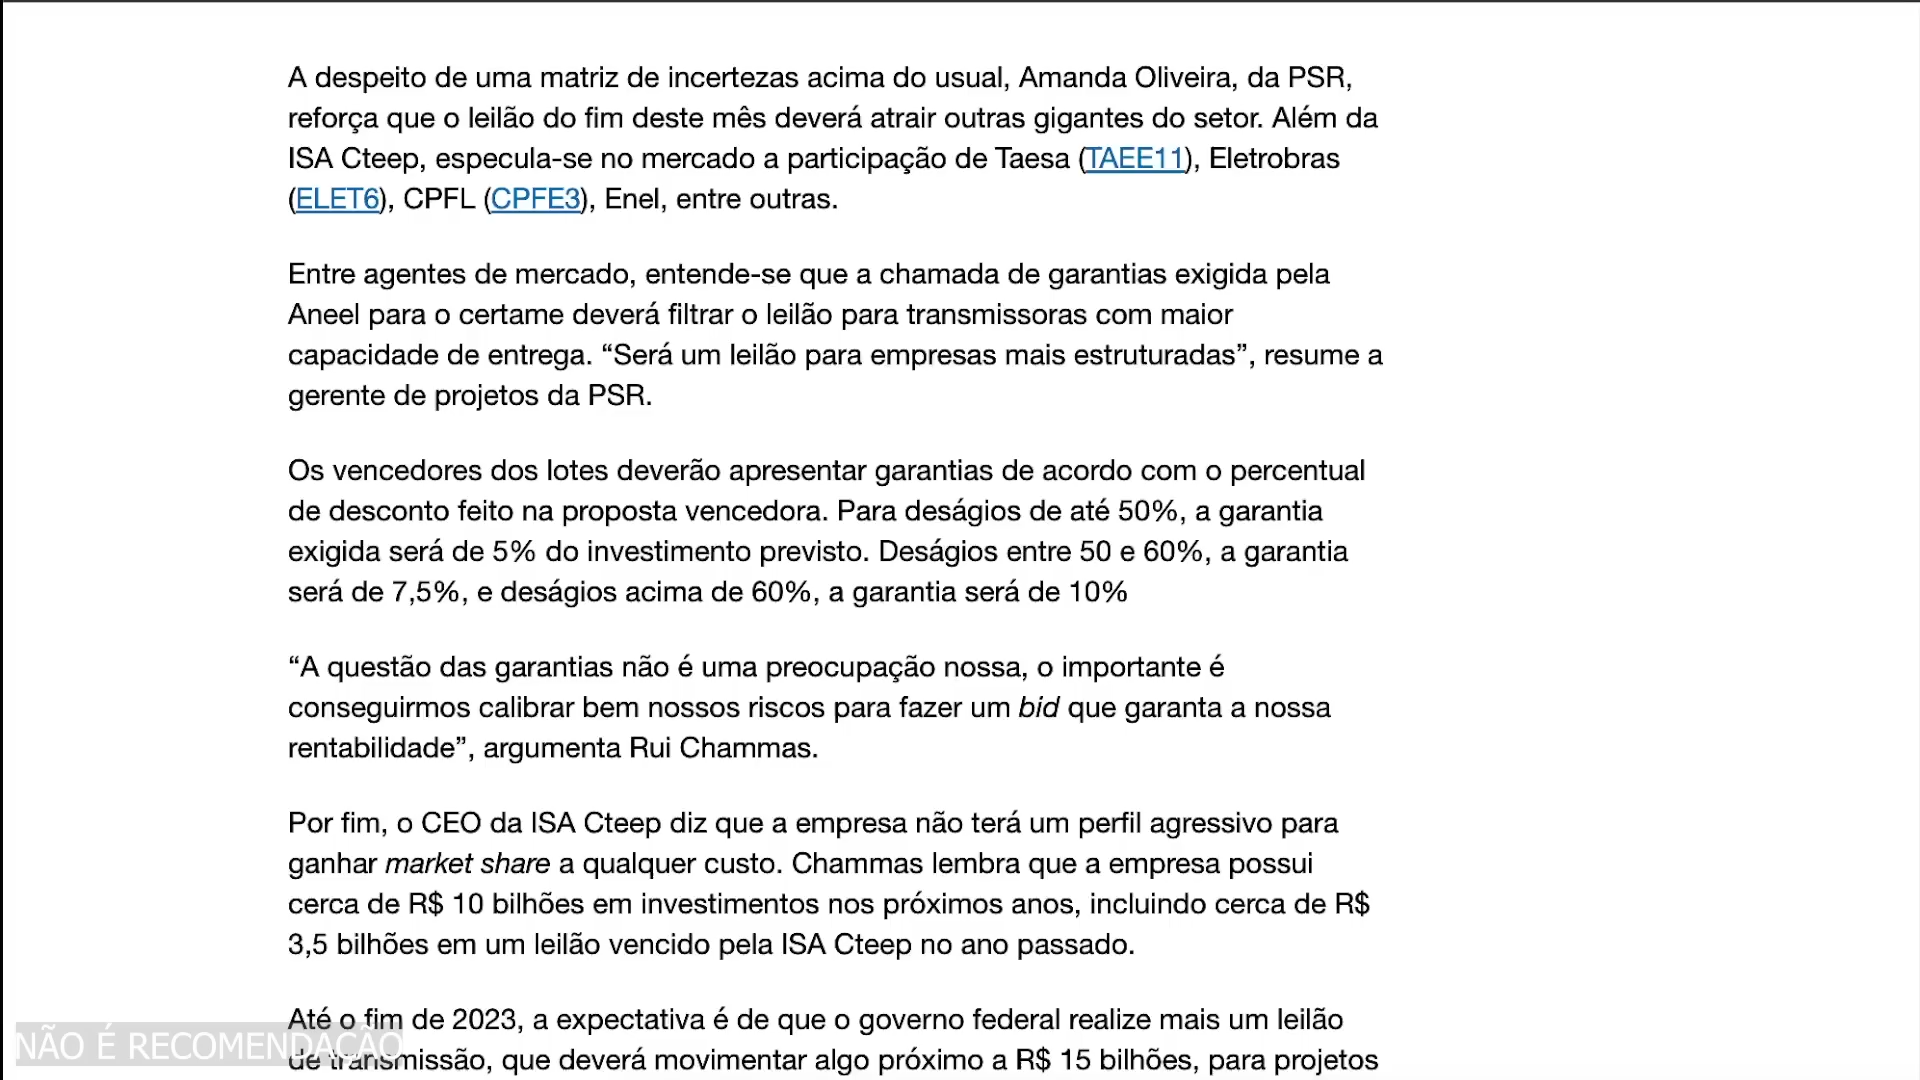 A despeito de uma matriz de incertezas acima do usual, Amanda Oliveira, da PSR,
reforça que o leilão do fim deste mês deverá atrair outras gigantes do setor. Além da
ISA Cteep, especula-se no mercado a participação de Taesa (TAEE11), Eletrobras
(ELET6), CPFL (CPFE3), Enel, entre outras.
Entre agentes de mercado, entende-se que a chamada de garantias exigida pela
Aneel para o certame deverá filtrar o leilão para transmissoras com maior
capacidade de entrega. “Será um leilão para empresas mais estruturadas”, resume a
gerente de projetos da PSR.
Os vencedores dos lotes deverão apresentar garantias de acordo com o percentual
de desconto feito na proposta vencedora. Para deságios de até 50%, a garantia
exigida será de 5% do investimento previsto. Deságios entre 50 e 60%, a garantia
será de 7,5%, e deságios acima de 60%, a garantia será de 10%
“A questão das garantias não é uma preocupação nossa, o importante é
conseguirmos calibrar bem nossos riscos para fazer um bid que garanta a nossa
rentabilidade”, argumenta Rui Chammas.
Por fim, o CEO da ISA Cteep diz que a empresa não terá um perfil agressivo para
ganhar market share a qualquer custo. Chammas lembra que a empresa possui
cerca de R$ 10 bilhões em investimentos nos próximos anos, incluindo cerca de R$
3,5 bilhões em um leilão vencido pela ISA Cteep no ano passado.
Até o fim de 2023, a expectativa é de que o governo federal realize mais um leilão
de transmissão, que deverá movimentar algo próximo a R$ 15 bilhões, para projetos
NÃO É RECOMENDAÇÃO